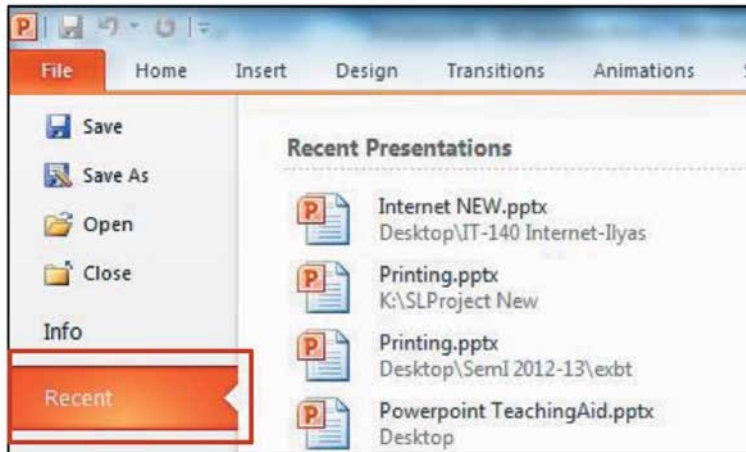 File Home Insert Design Transitions Animations
Save
Save As
Open
Close
Info
Recent
Recent Presentations
Internet NEW.pptx
Desktop\IT-140 Internet-Ilyas
Printing.pptx
K:\SLProject New
Printing.pptx
Desktop\SemI 2012-13\exbt
Powerpoint TeachingAid.pptx
Desktop